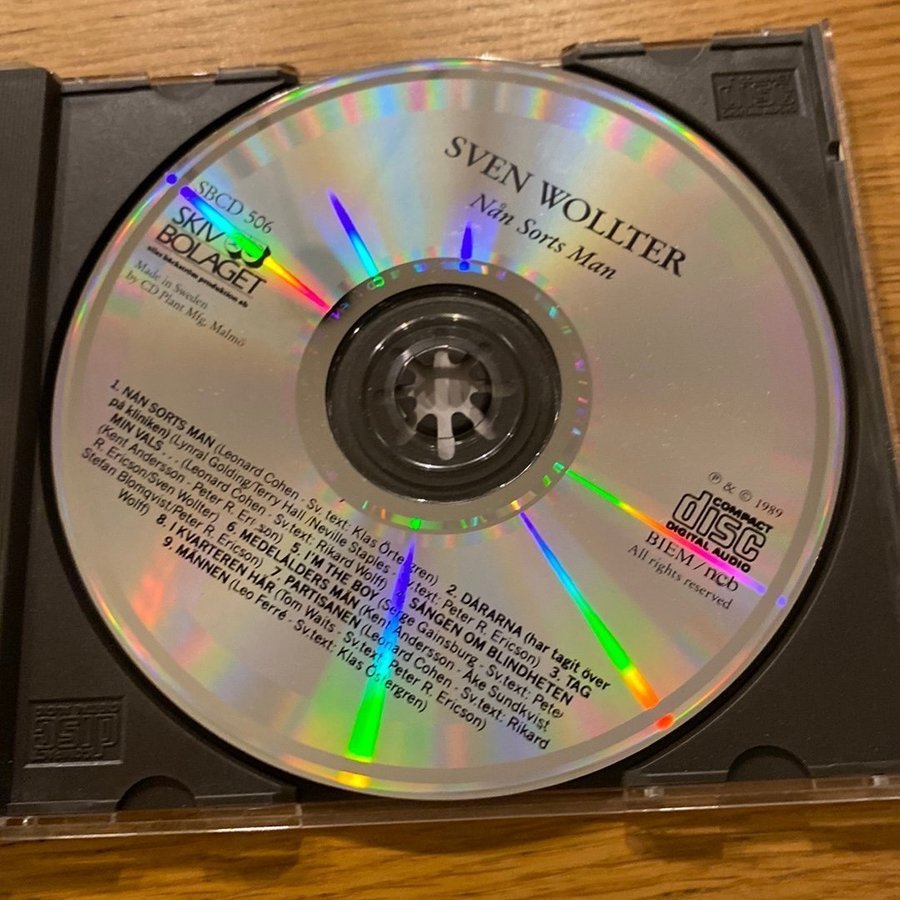 SVEN WOLLTER
Nån Sorts Man
SBCD 506
SKIV
BOLAGET
Made in Sweden
by CD Plant Mfg, Malmö
℗ & © 1989
COMPACT
disc
DIGITAL AUDIO
BIEM/ncb
All rights reserved
1. NÅN SORTS MAN (Leonard Cohen · Sv. text: Klas Östergren) 2. DÅRARNA (har tagit över
på kliniken) (Lynral Golding/Terry Hall/Neville Staples · Sv.text: Peter R. Ericson) 3. TAG
MIN VALS... (Leonard Cohen · Sv.text: Rikard Wolff) 4. SÅNGEN OM BLINDHETEN
(Kent Andersson · Peter R. Ericson) 5. I'M THE BOY (Serge Gainsburg · Sv.text: Peter
R. Ericson/Sven Wollter) 6. MEDELÅLDERS MAN (Kent Andersson · Åke Sundkvist
Stefan Blomqvist/Peter R. Ericson) 7. PARTISANEN (Leonard Cohen · Sv.text: Rikard
Wolff) 8. I KVARTEREN HÄR (Tom Waits · Sv.text: Peter R. Ericson)
9. MÄNNEN (Leo Ferré · Sv.text: Klas Östergren)